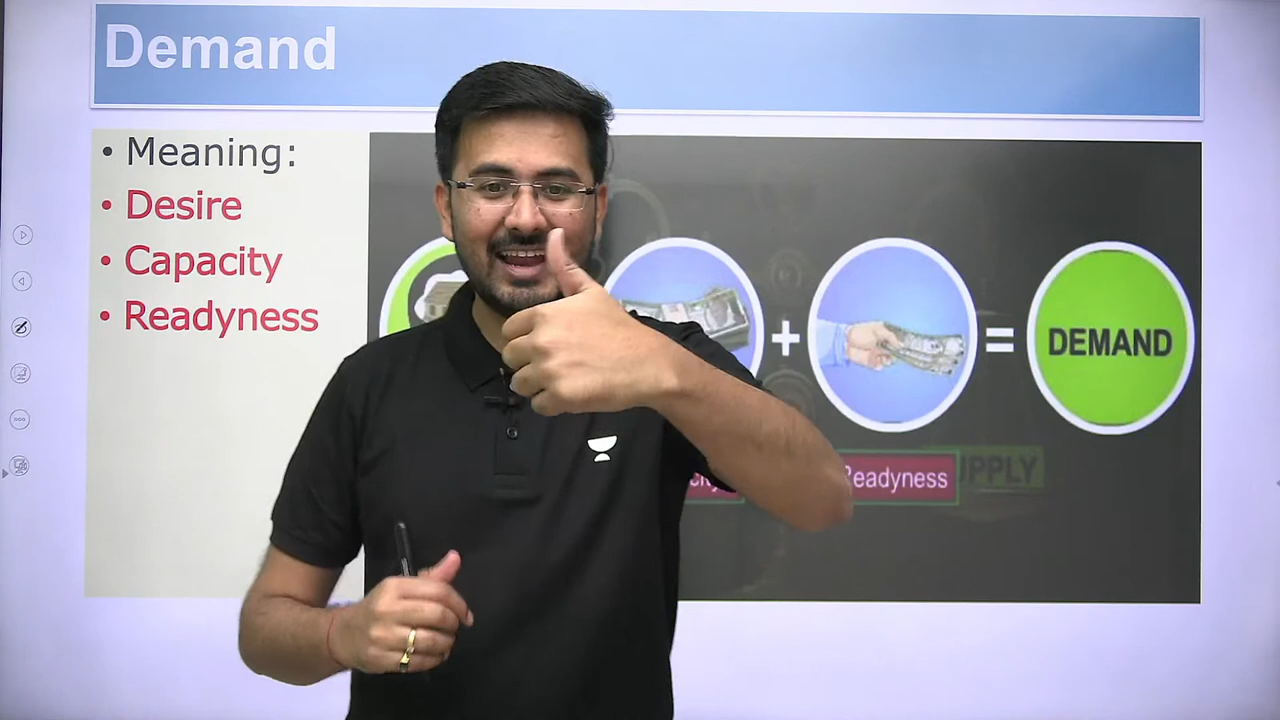 Demand
• Meaning:
• Desire
• Capacity
• Readyness
+
=
DEMAND
Readyness